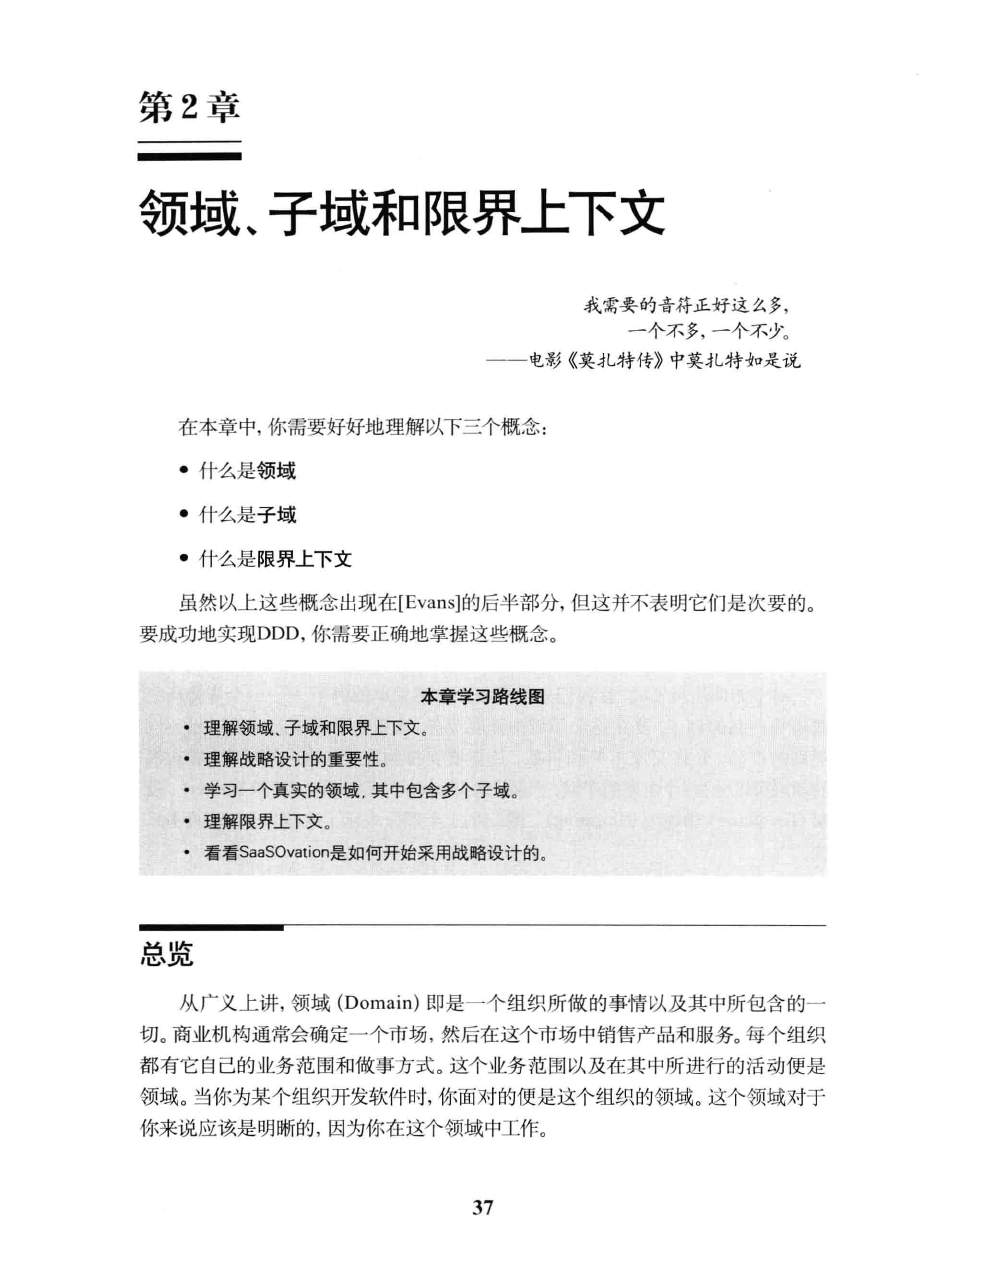 第 2 章
领域、子域和限界上下文
我需要的音符正好这么多,
一个不多, 一个不少。
——电影《莫扎特传》中莫扎特如是说
在本章中, 你需要好好地理解以下三个概念:
• 什么是领域
• 什么是子域
• 什么是限界上下文
虽然以上这些概念出现在[Evans]的后半部分, 但这并不表明它们是次要的。
要成功地实现DDD, 你需要正确地掌握这些概念。
本章学习路线图
• 理解领域、子域和限界上下文。
• 理解战略设计的重要性。
• 学习一个真实的领域, 其中包含多个子域。
• 理解限界上下文。
• 看看SaaSOvation是如何开始采用战略设计的。
总览
从广义上讲, 领域 (Domain) 即是一个组织所做的事情以及其中所包含的一
切。商业机构通常会确定一个市场, 然后在这个市场中销售产品和服务。每个组织
都有它自己的业务范围和做事方式。这个业务范围以及在其中所进行的活动便是
领域。当你为某个组织开发软件时, 你面对的便是这个组织的领域。这个领域对于
你来说应该是明晰的, 因为你在这个领域中工作。
37